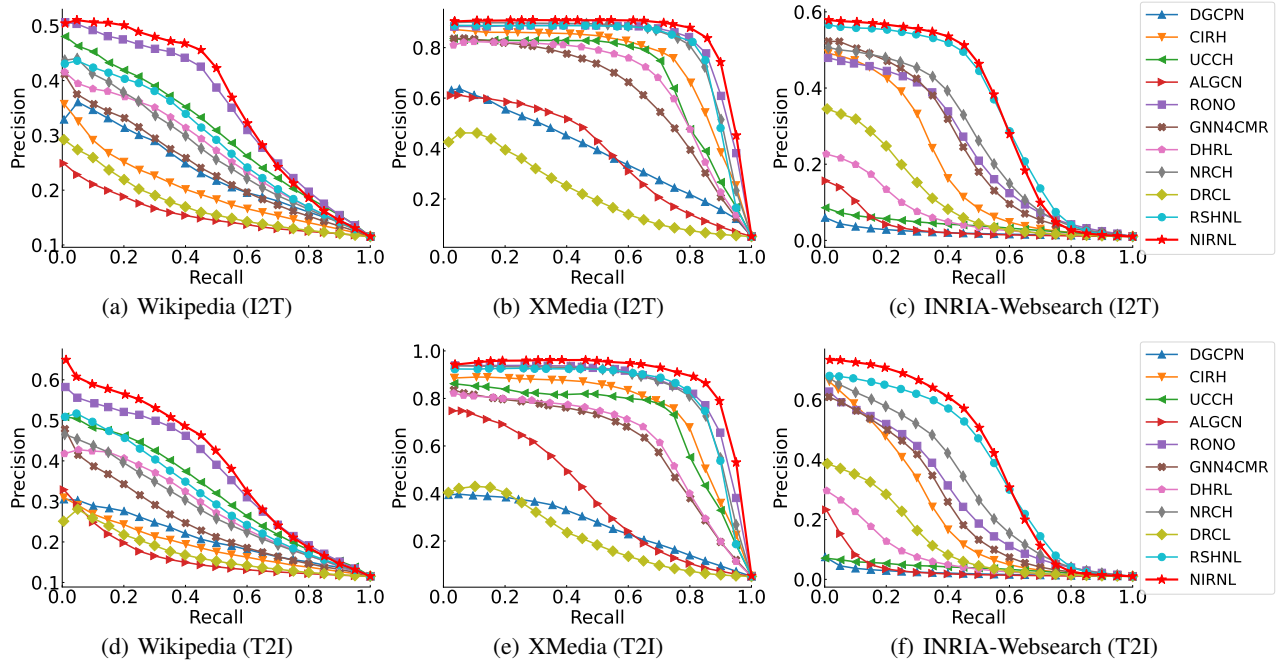 0.5
0.4
0.3
0.2
0.1
Precision
0.0 0.2 0.4 0.6 0.8 1.0
Recall
(a) Wikipedia (I2T)
0.8
0.6
0.4
0.2
Precision
0.0 0.2 0.4 0.6 0.8 1.0
Recall
(b) XMedia (I2T)
0.6
0.4
0.2
0.0
Precision
0.0 0.2 0.4 0.6 0.8 1.0
Recall
(c) INRIA-Websearch (I2T)
DGCPN
CIRH
UCCH
ALGCN
RONO
GNN4CMR
DHRL
NRCH
DRCL
RSHNL
NIRNL
0.6
0.5
0.4
0.3
0.2
0.1
Precision
0.0 0.2 0.4 0.6 0.8 1.0
Recall
(d) Wikipedia (T2I)
1.0
0.8
0.6
0.4
0.2
Precision
0.0 0.2 0.4 0.6 0.8 1.0
Recall
(e) XMedia (T2I)
0.6
0.4
0.2
0.0
Precision
0.0 0.2 0.4 0.6 0.8 1.0
Recall
(f) INRIA-Websearch (T2I)
DGCPN
CIRH
UCCH
ALGCN
RONO
GNN4CMR
DHRL
NRCH
DRCL
RSHNL
NIRNL